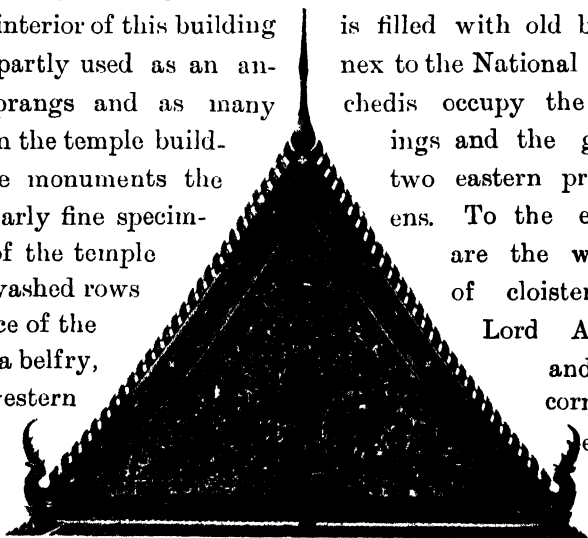 interior of this building is filled with old b
partly used as an an- nex to the National
prangs and as many chedis occupy the
n the temple build- ings and the g
e monuments the two eastern pr
arly fine specim- ens. To the e
of the temple are the w
washed rows of cloister
ce of the Lord A
a belfry, and
estern corn